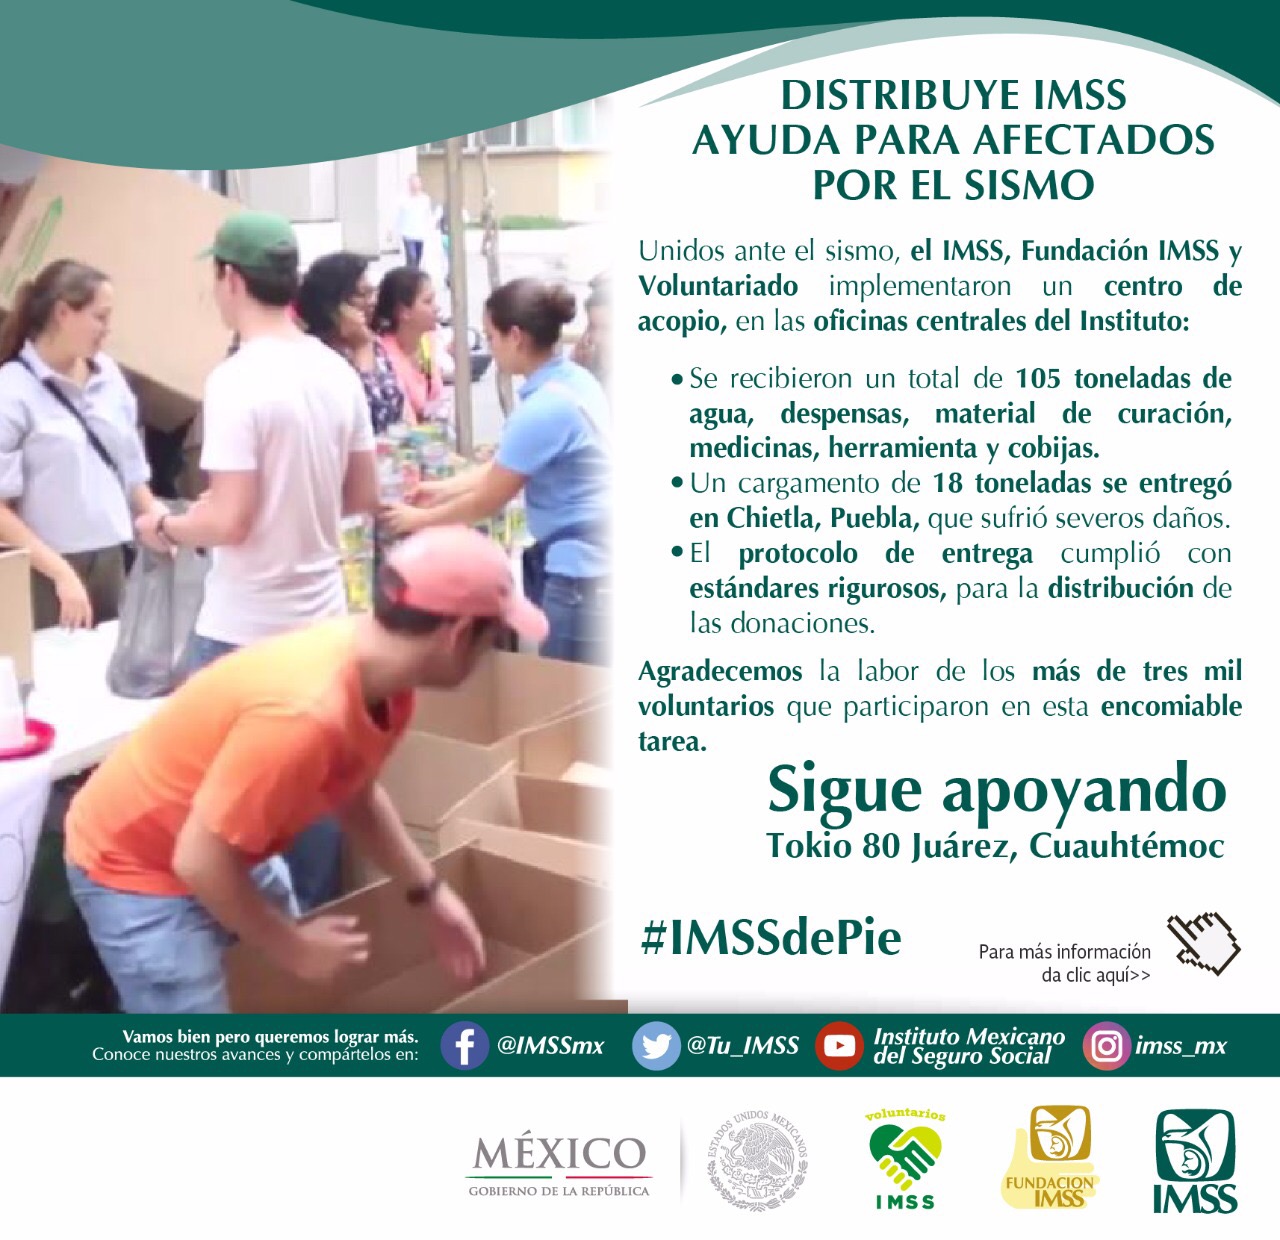 DISTRIBUYE IMSS
AYUDA PARA AFECTADOS
POR EL SISMO
Unidos ante el sismo, el IMSS, Fundación IMSS y
Voluntariado implementaron un centro de
acopio, en las oficinas centrales del Instituto:
• Se recibieron un total de 105 toneladas de
agua, despensas, material de curación,
medicinas, herramienta y cobijas.
• Un cargamento de 18 toneladas se entregó
en Chietla, Puebla, que sufrió severos daños.
• El protocolo de entrega cumplió con
estándares rigurosos, para la distribución de
las donaciones.
Agradecemos la labor de los más de tres mil
voluntarios que participaron en esta encomiable
tarea.
Sigue apoyando
Tokio 80 Juárez, Cuauhtémoc
#IMSSdePie
Para más información
da clic aquí>>
Vamos bien pero queremos lograr más.
Conoce nuestros avances y compártelos en:
@IMSSmx
@Tu_IMSS
Instituto Mexicano
del Seguro Social
imss_mx
MÉXICO
GOBIERNO DE LA REPÚBLICA
ESTADOS UNIDOS MEXICANOS
voluntarios
IMSS
FUNDACION
IMSS
IMSS